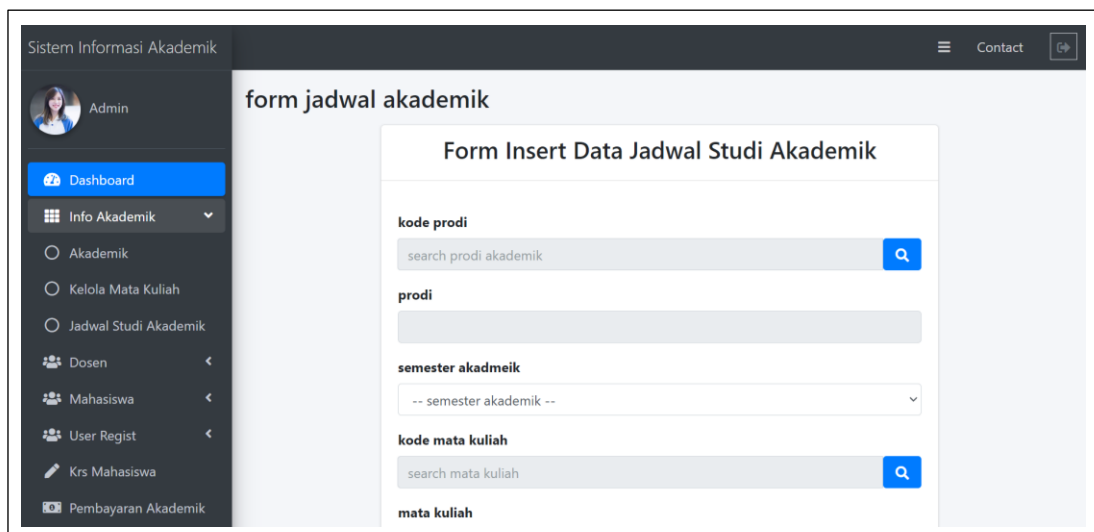 Sistem Informasi Akademik
Contact
Admin
Dashboard
Info Akademik
Akademik
Kelola Mata Kuliah
Jadwal Studi Akademik
Dosen
Mahasiswa
User Regist
Krs Mahasiswa
Pembayaran Akademik
form jadwal akademik
Form Insert Data Jadwal Studi Akademik
kode prodi
search prodi akademik
prodi
semester akadmeik
-- semester akademik --
kode mata kuliah
search mata kuliah
mata kuliah